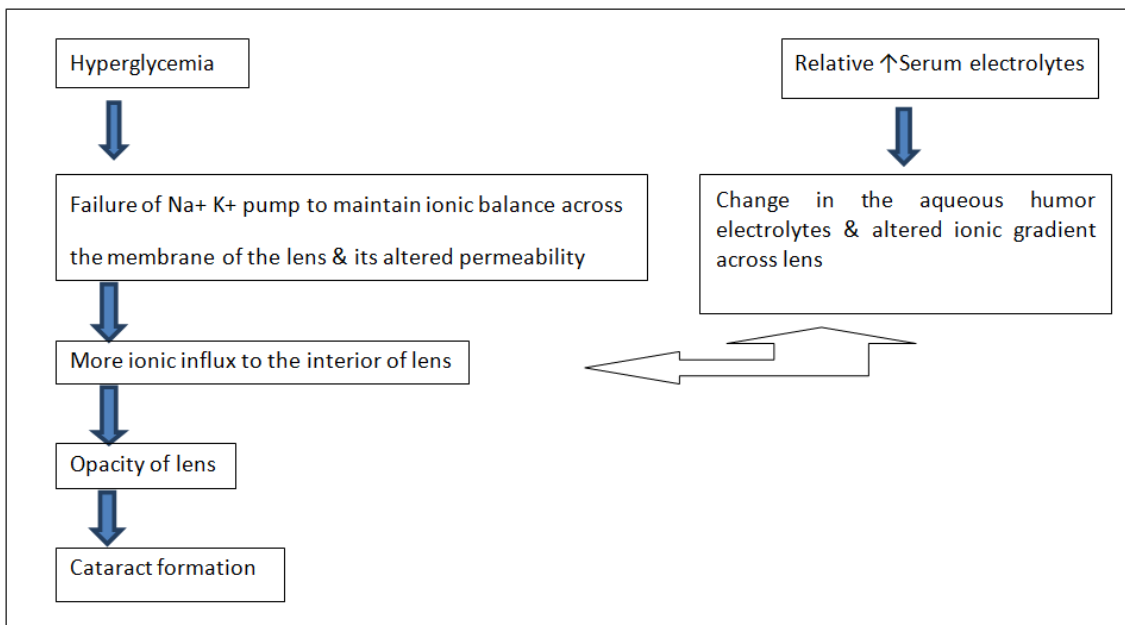 Hyperglycemia
Relative ↑Serum electrolytes
Failure of Na+ K+ pump to maintain ionic balance across
the membrane of the lens & its altered permeability
Change in the aqueous humor
electrolytes & altered ionic gradient
across lens
More ionic influx to the interior of lens
Opacity of lens
Cataract formation